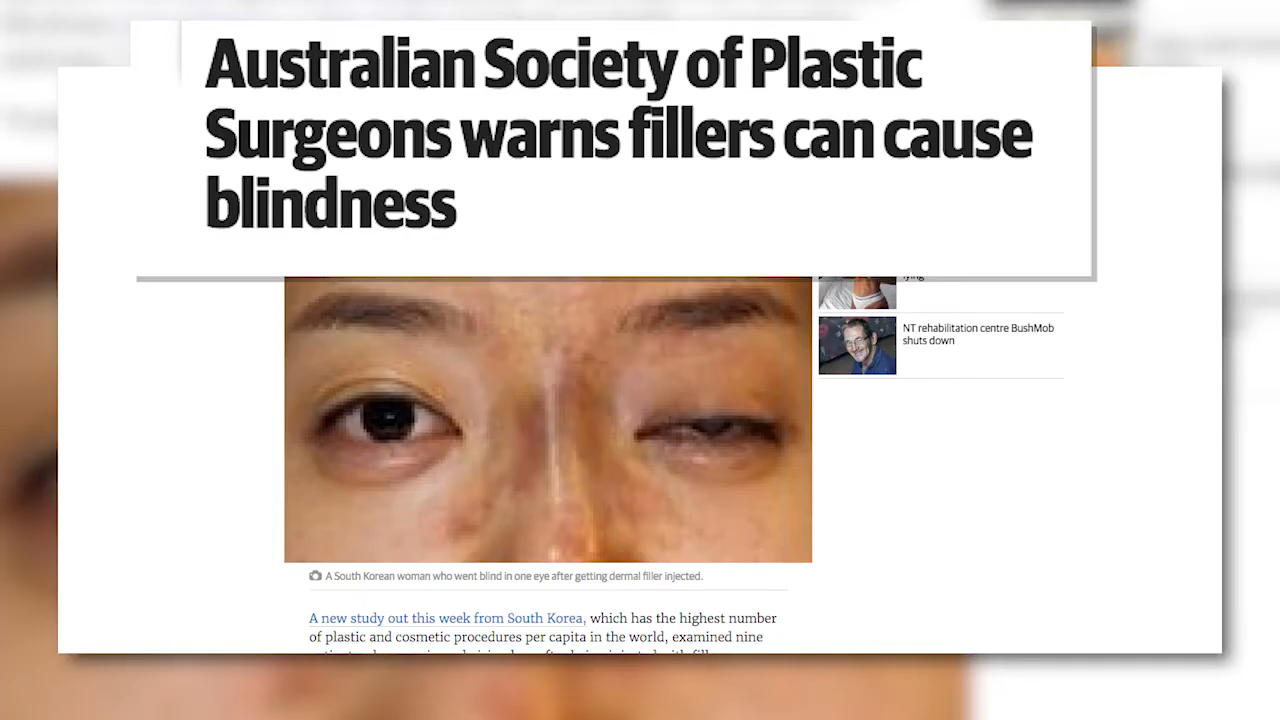 Australian Society of Plastic
Surgeons warns fillers can cause
blindness
lying
NT rehabilitation centre BushMob
shuts down
A South Korean woman who went blind in one eye after getting dermal filler injected.
A new study out this week from South Korea, which has the highest number
of plastic and cosmetic procedures per capita in the world, examined nine